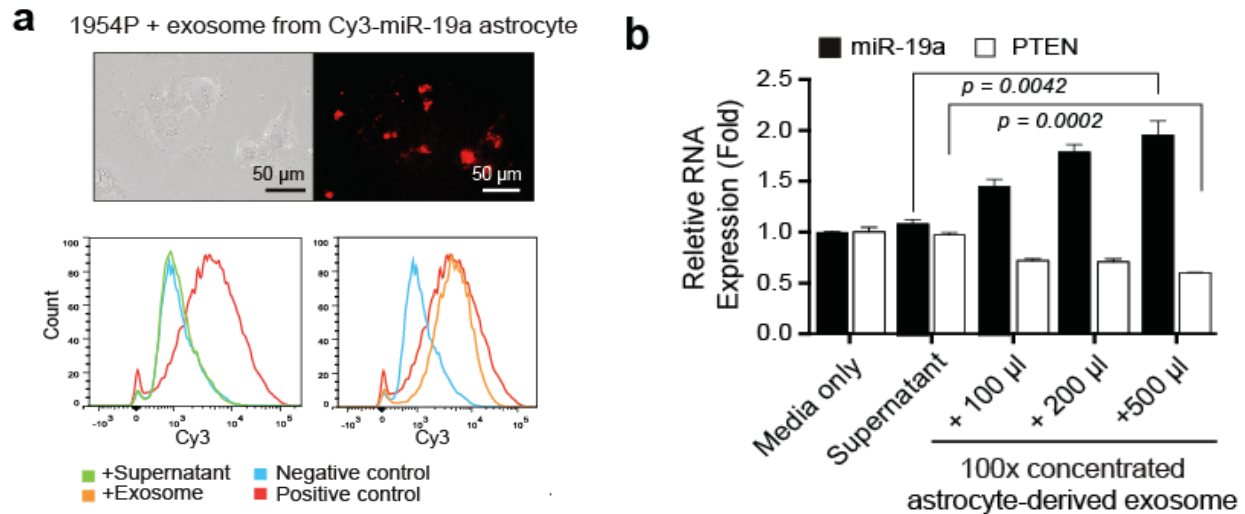 a
1954P + exosome from Cy3-miR-19a astrocyte
50 µm
50 µm
Count
100
80
60
40
20
0
-10³ 0 10³ 10⁴ 10⁵
Cy3
100
80
60
40
20
0
-10³ 0 10³ 10⁴ 10⁵
Cy3
+Supernatant
Negative control
+Exosome
Positive control
b
miR-19a PTEN
p = 0.0042
p = 0.0002
Reletive RNA
Expression (Fold)
2.5
2.0
1.5
1.0
0.5
0.0
Media only
Supernatant
+ 100 µl
+ 200 µl
+500 µl
100x concentrated
astrocyte-derived exosome